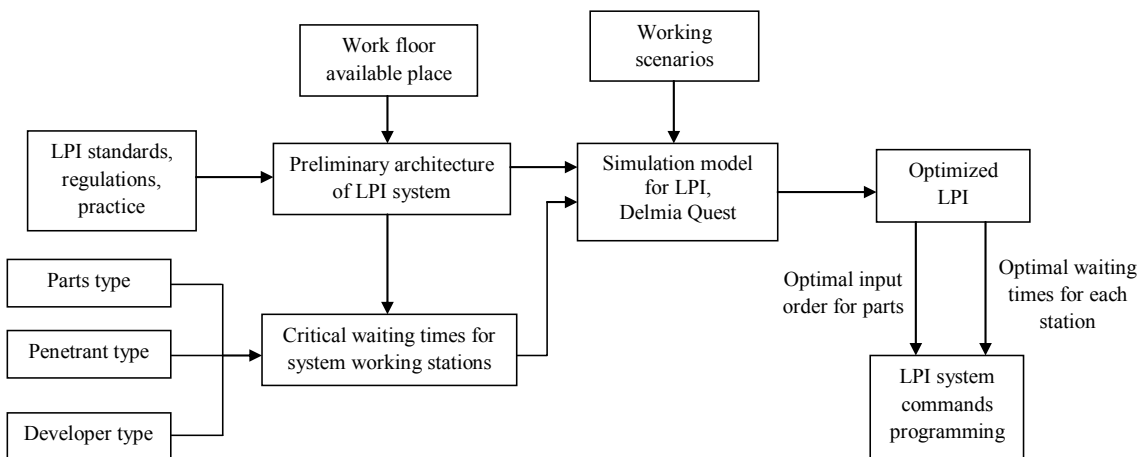 Work floor
available place
Working
scenarios
LPI standards,
regulations,
practice
Preliminary architecture
of LPI system
Simulation model
for LPI,
Delmia Quest
Optimized
LPI
Parts type
Penetrant type
Developer type
Critical waiting times for
system working stations
Optimal input
order for parts
Optimal waiting
times for each
station
LPI system
commands
programming